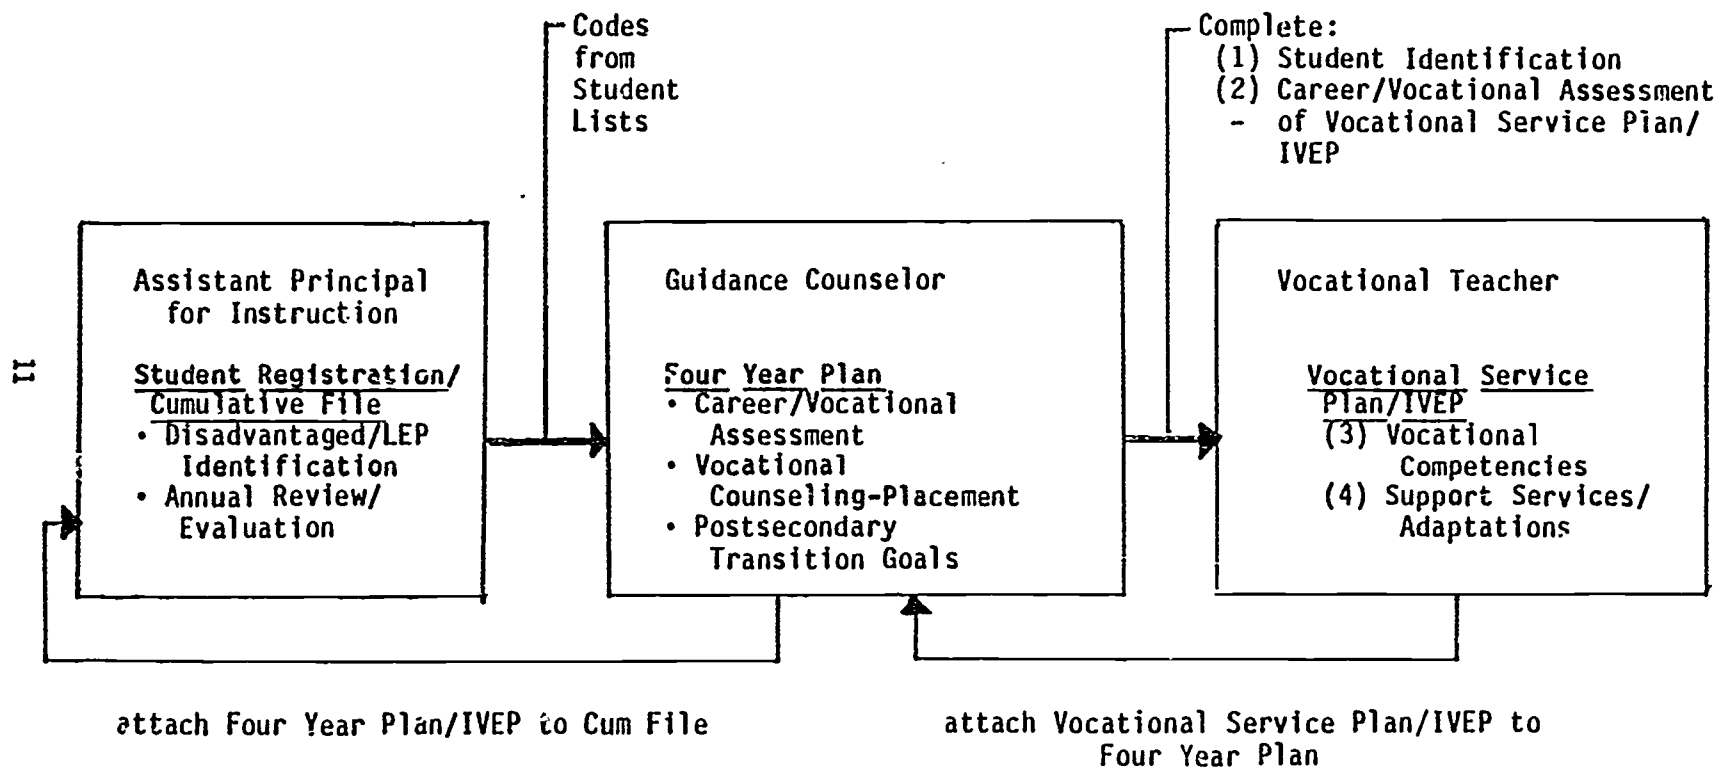 Codes
from
Student
Lists
Complete:
(1) Student Identification
(2) Career/Vocational Assessment
- of Vocational Service Plan/
IVEP
Assistant Principal
for Instruction
Student Registration/
Cumulative File
• Disadvantaged/LEP
Identification
• Annual Review/
Evaluation
Guidance Counselor
Four Year Plan
• Career/Vocational
Assessment
• Vocational
Counseling-Placement
• Postsecondary
Transition Goals
Vocational Teacher
Vocational Service
Plan/IVEP
(3) Vocational
Competencies
(4) Support Services/
Adaptations
attach Four Year Plan/IVEP to Cum File
attach Vocational Service Plan/IVEP to
Four Year Plan
11